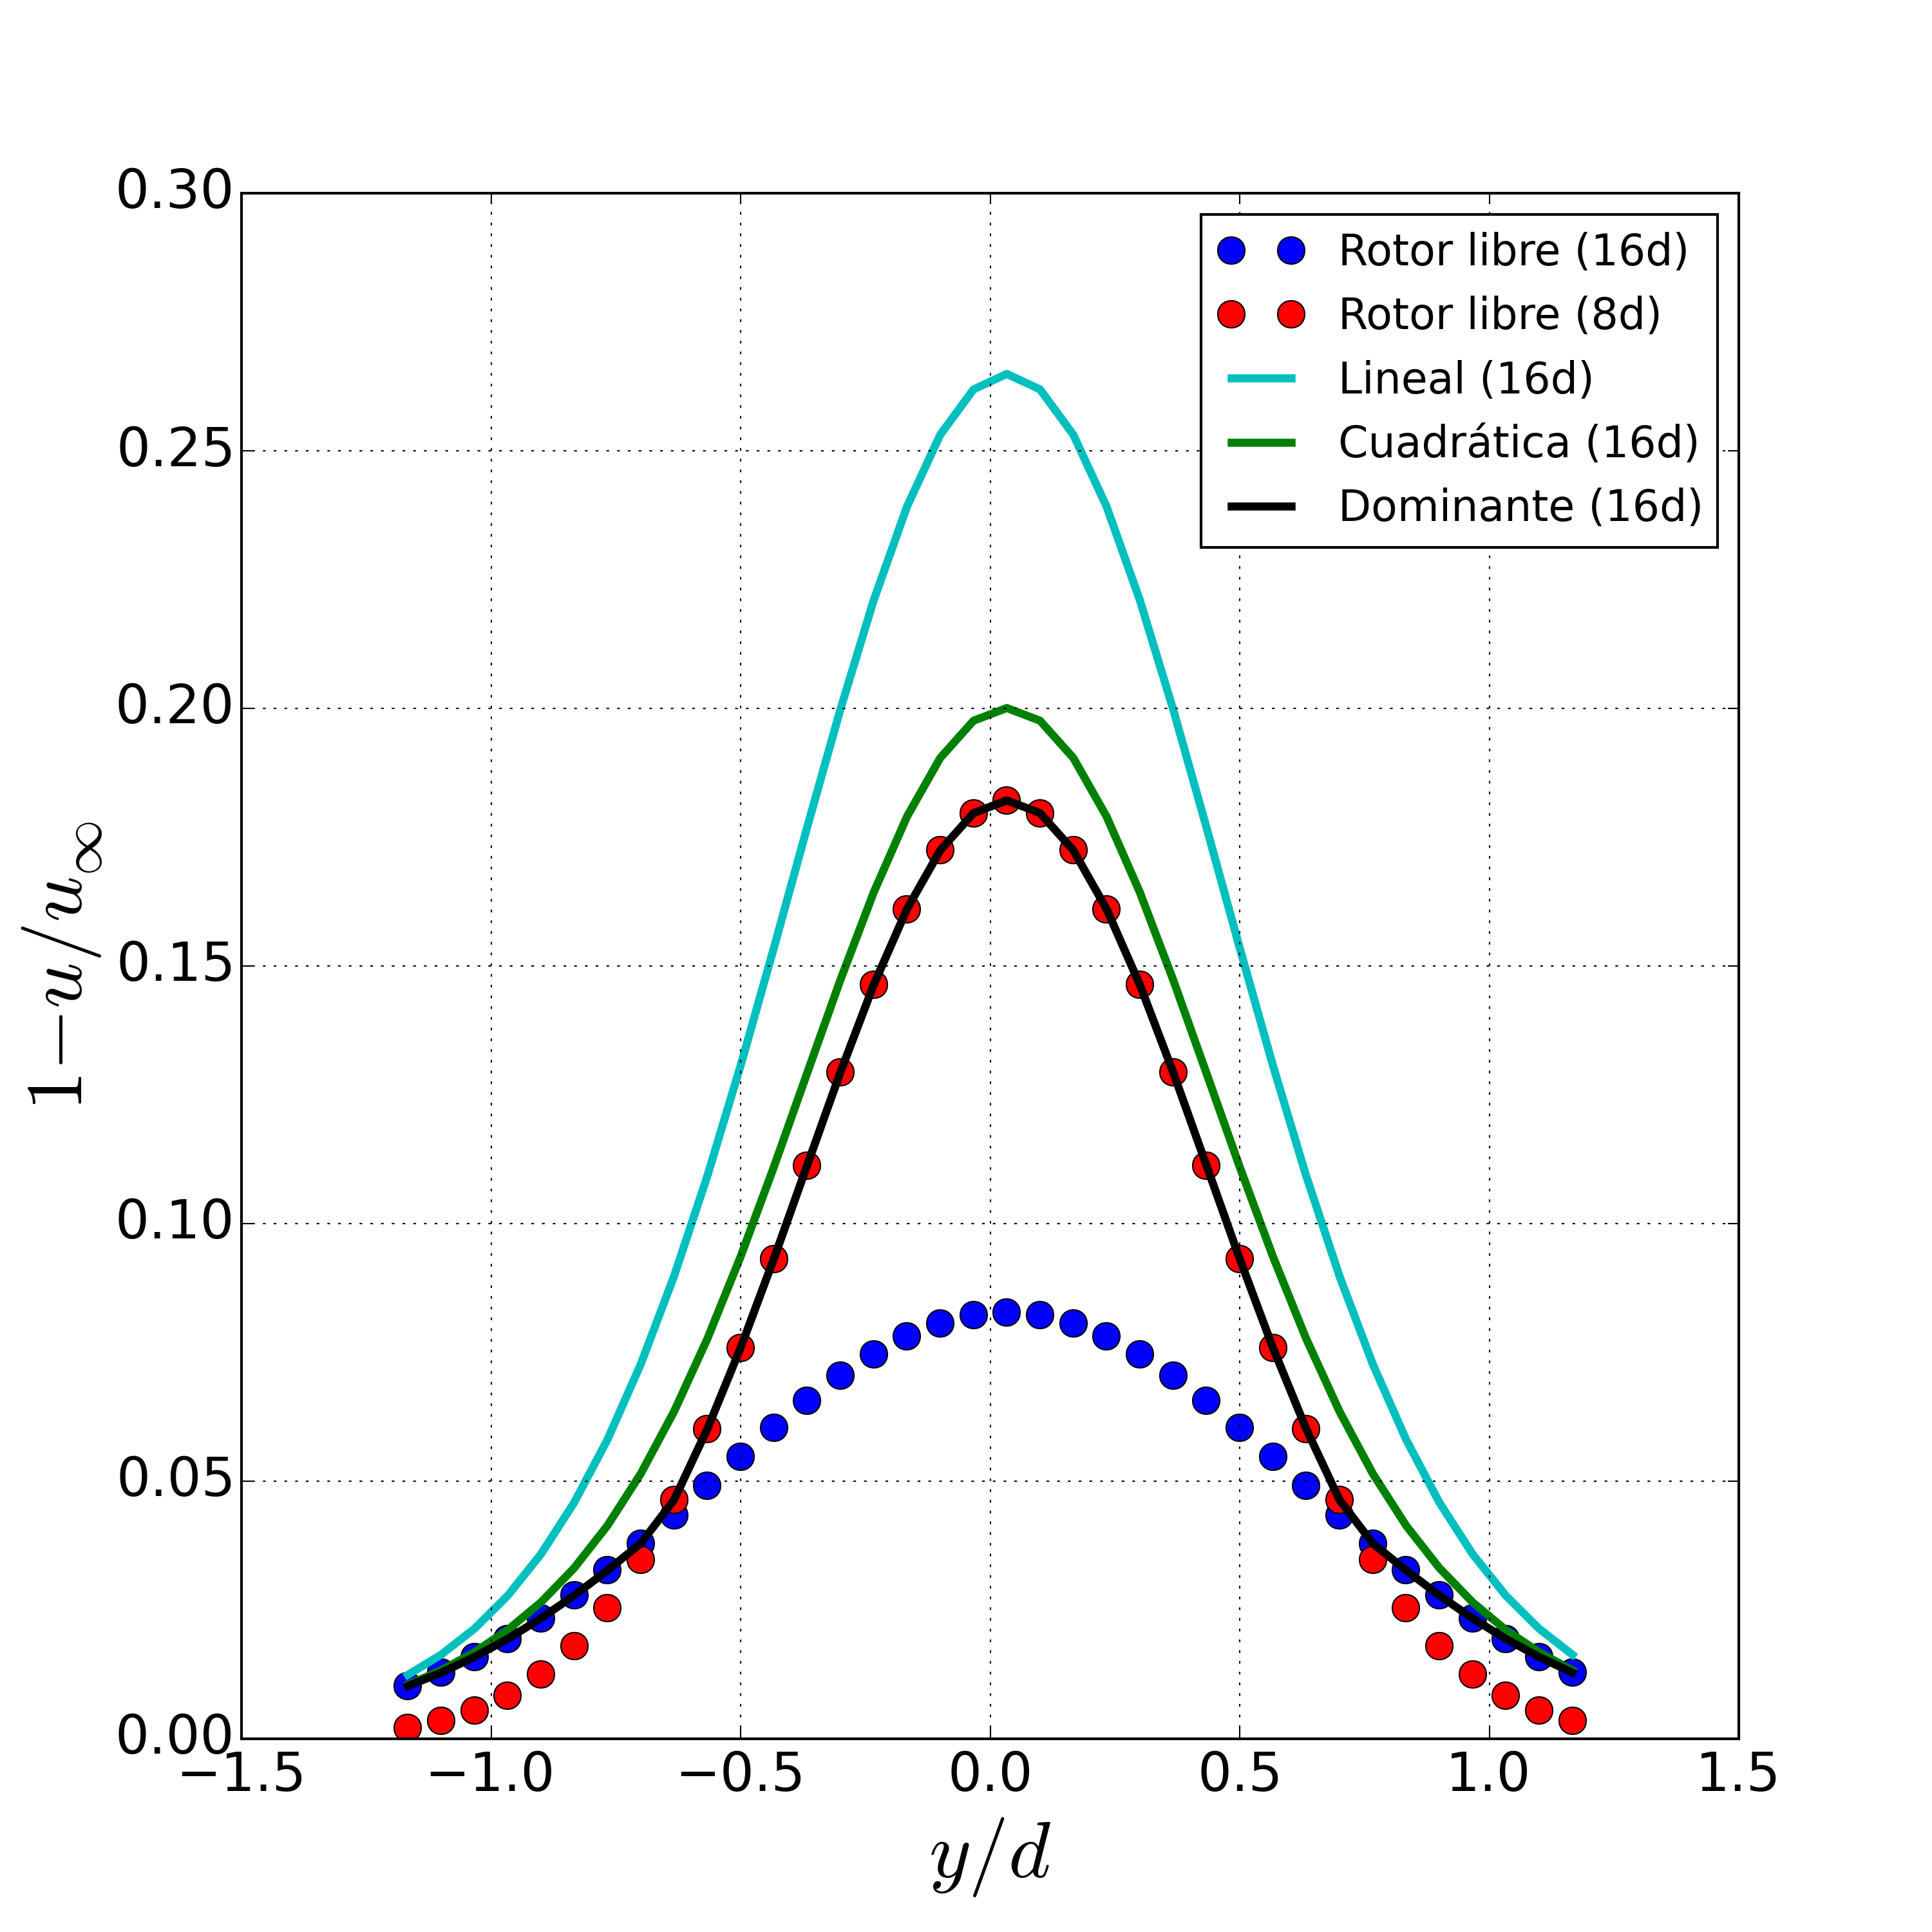 0.30
0.25
0.20
0.15
0.10
0.05
0.00
1−u/u∞
Rotor libre (16d)
Rotor libre (8d)
Lineal (16d)
Cuadrática (16d)
Dominante (16d)
−1.5 −1.0 −0.5 0.0 0.5 1.0 1.5
y/d